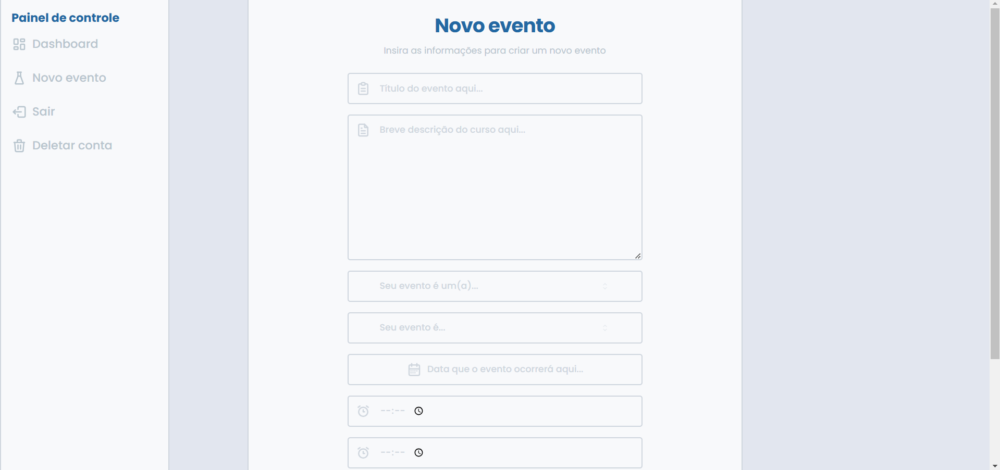 Painel de controle
Dashboard
Novo evento
Sair
Deletar conta
Novo evento
Insira as informações para criar um novo evento
Título do evento aqui...
Breve descrição do curso aqui...
Seu evento é um(a)...
Seu evento é...
Data que o evento ocorrerá aqui...
--:--
--:--